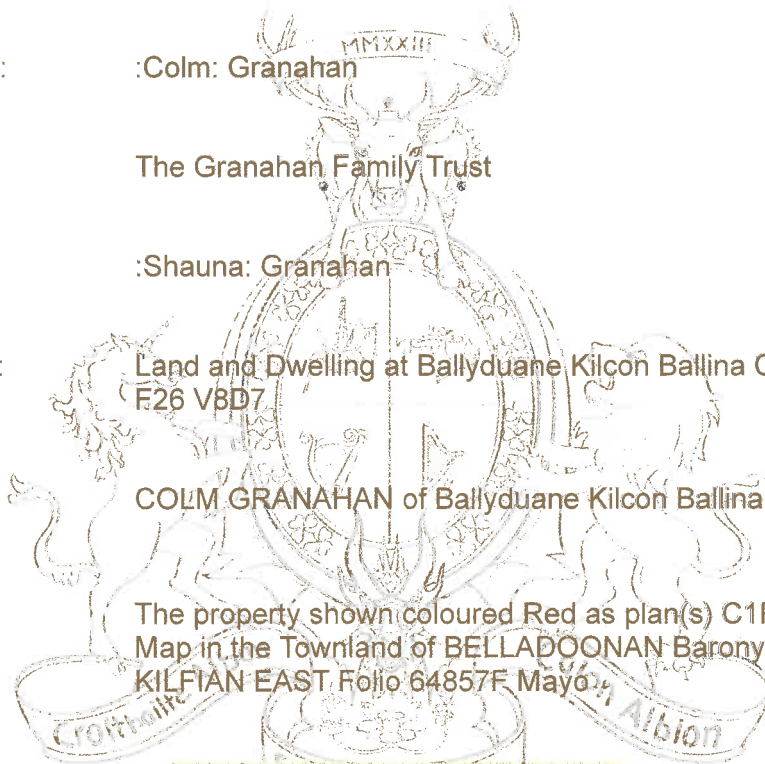 MMXXIII
: :Colm: Granahan
The Granahan Family Trust
:Shauna: Granahan
: Land and Dwelling at Ballyduane Kilcon Ballina C
F26 V8D7
COLM GRANAHAN of Ballyduane Kilcon Ballina
The property shown coloured Red as plan(s) C1F
Map in the Townland of BELLADOONAN Barony
KILFIAN EAST Folio 64857F Mayo
Albion